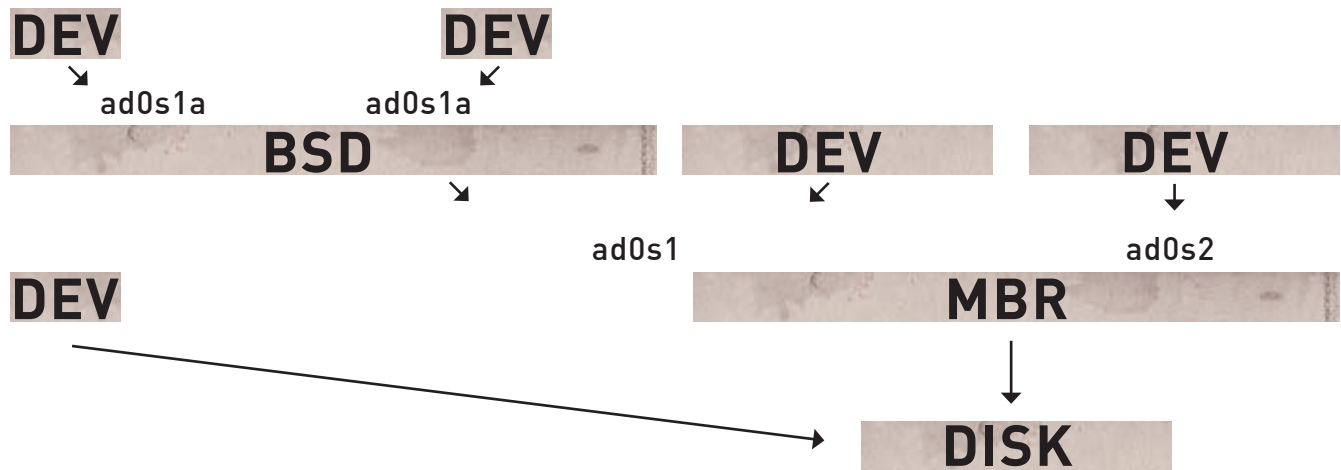 DEV DEV
ad0s1a ad0s1a
BSD DEV DEV
ad0s1 ad0s2
DEV MBR
DISK